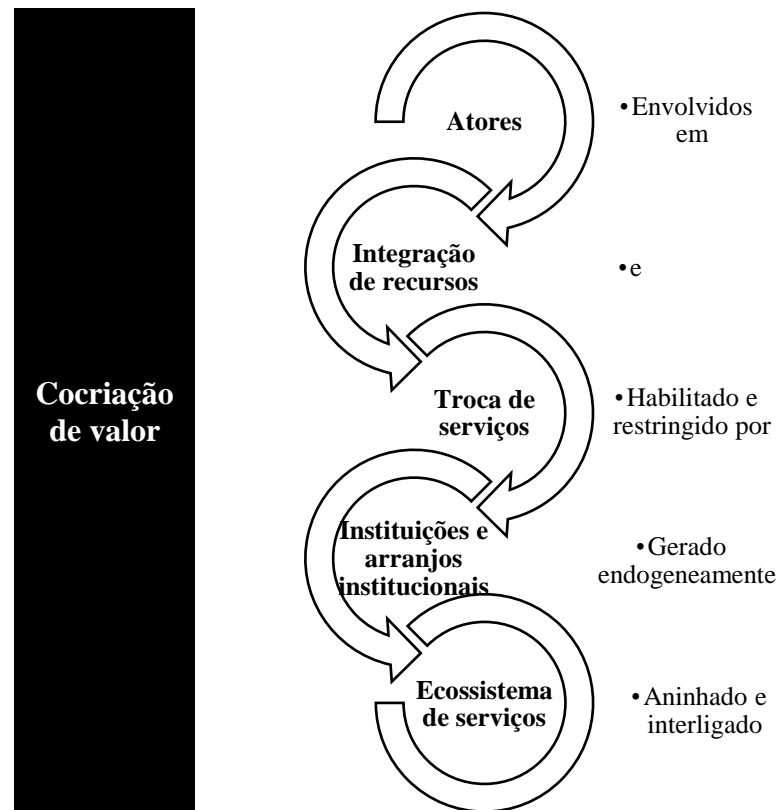 Cocriação
de valor
Atores
•Envolvidos
em
Integração
de recursos
•e
Troca de
serviços
•Habilitado e
restringido por
Instituições e
arranjos
institucionais
•Gerado
endogeneamente
Ecossistema
de serviços
•Aninhado e
interligado